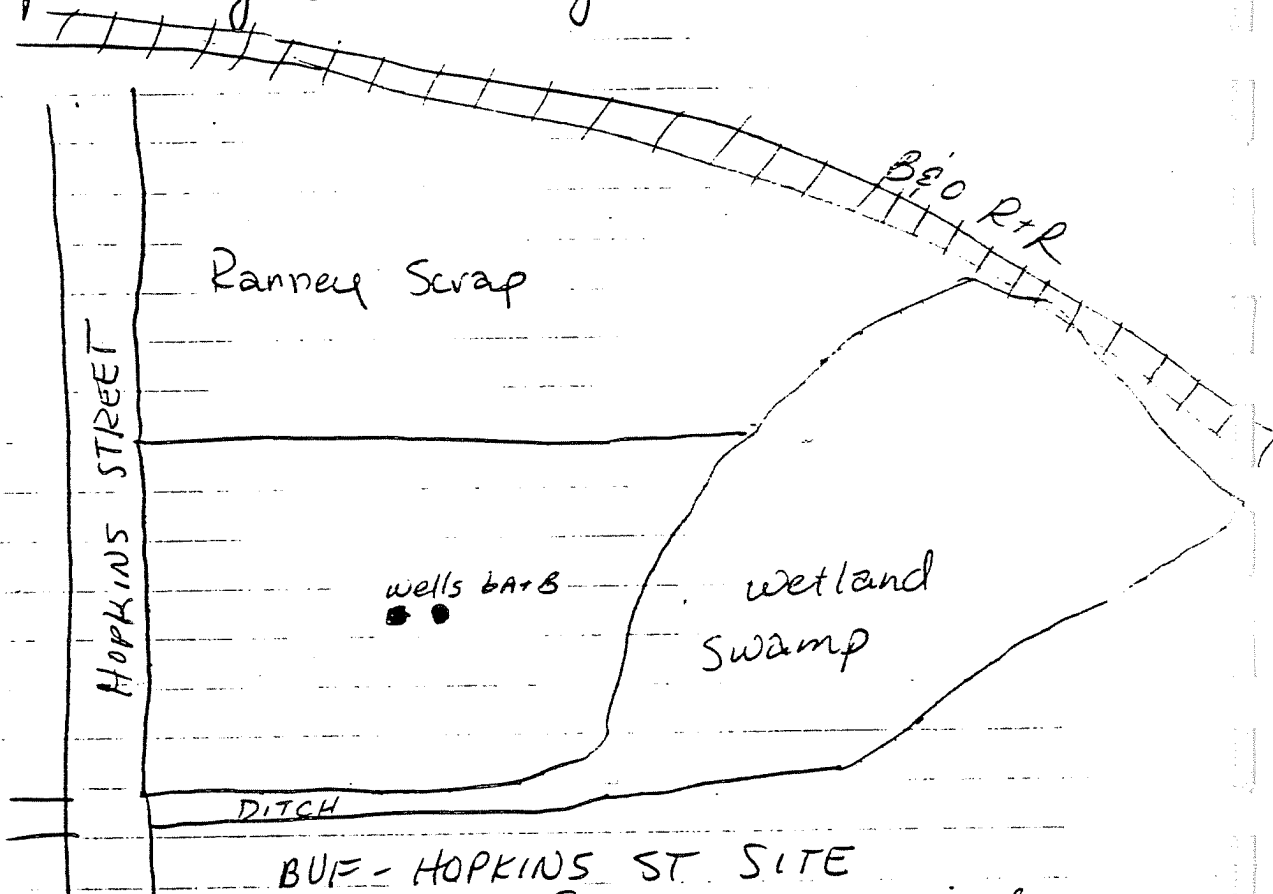 B&O R+R
Ranney Scrap
HOPKINS STREET
wells 6A+B
wetland
swamp
DITCH
BUF - HOPKINS ST SITE